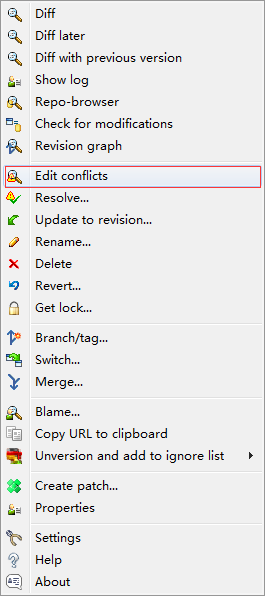 Diff
Diff later
Diff with previous version
Show log
Repo-browser
Check for modifications
Revision graph
Edit conflicts
Resolve...
Update to revision...
Rename...
Delete
Revert...
Get lock...
Branch/tag...
Switch...
Merge...
Blame...
Copy URL to clipboard
Unversion and add to ignore list
Create patch...
Properties
Settings
Help
About